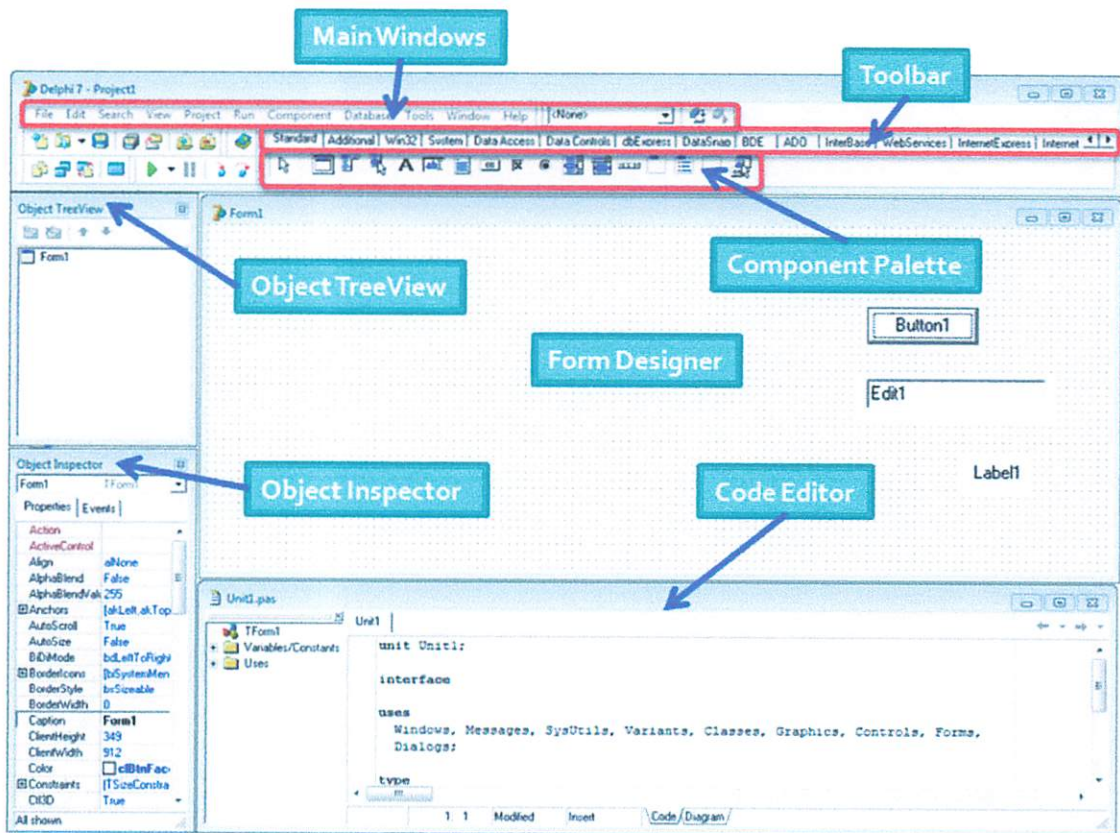 Main Windows
Toolbar
Delphi 7 - Project1
File Edit Search View Project Run Component Database Tools Window Help <None>
Standard Additional Win32 System Data Access Data Controls dbExpress DataSnap BDE ADO InterBase WebServices InternetExpress Internet
Object TreeView
Form1
Form1
Object TreeView
Component Palette
Button1
Form Designer
Edit1
Object Inspector
Form1 TForm1
Object Inspector
Code Editor
Label1
Properties Events
Action
ActiveControl
Align alNone
AlphaBlend False
AlphaBlendVal 255
Anchors [akLeft,akTop
AutoScroll True
AutoSize False
BiDiMode bdLeftToRight
BorderIcons [biSystemMen
BorderStyle bsSizeable
BorderWidth 0
Caption Form1
ClientHeight 349
ClientWidth 912
Color clBtnFac
Constraints (TSizeConstra
Ctl3D True
All shown
Unit1.pas
TForm1
Variables/Constants
Uses
Unit1
unit Unit1;
interface
uses
Windows, Messages, SysUtils, Variants, Classes, Graphics, Controls, Forms,
Dialogs;
type
1 1 Modified Insert Code Diagram